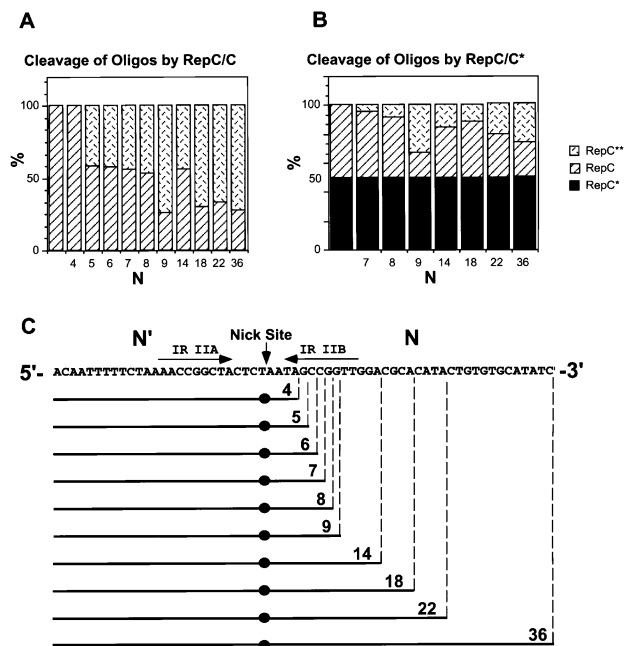 A
Cleavage of Oligos by RepC/C
100
%
50
0
4 5 6 7 8 9 14 18 22 36
N
B
Cleavage of Oligos by RepC/C*
100
%
50
0
7 8 9 14 18 22 36
N
RepC**
RepC
RepC*
C
N' Nick Site N
IR IIA IR IIB
5'- ACAATTTTTCTAAAACCGGCTACTCTAATAGCCGGTTGGACGCACATACTGTGTGCATATC -3'
4
5
6
7
8
9
14
18
22
36